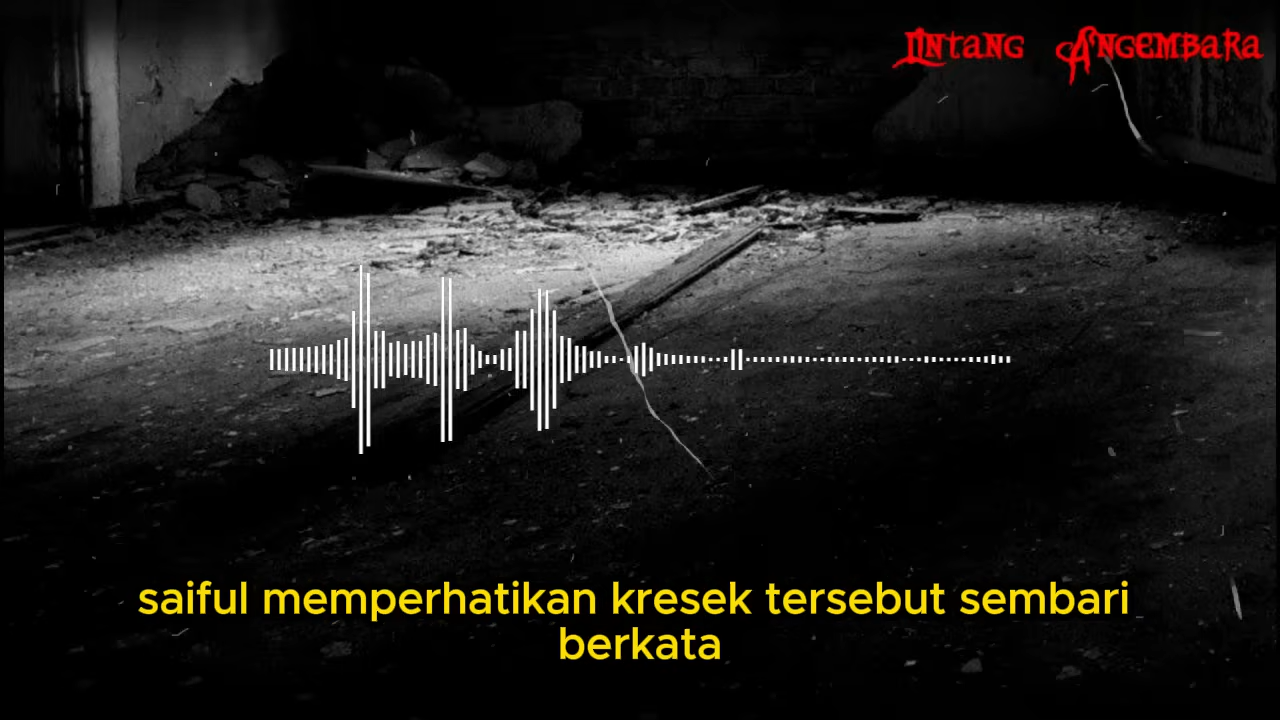 Lintang Angembara
saiful memperhatikan kresek tersebut sembari
berkata